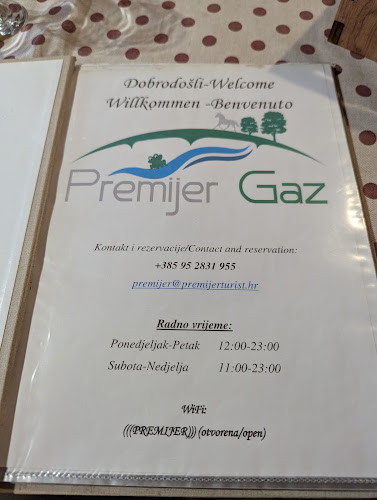 Dobrodošli-Welcome
Willkommen -Benvenuto
Premijer Gaz
Kontakt i rezervacije/Contact and reservation:
+385 95 2831 955
premijer@premijerturist.hr
Radno vrijeme:
Ponedjeljak-Petak 12:00-23:00
Subota-Nedjelja 11:00-23:00
WiFi:
(((PREMIJER))) (otvorena/open)